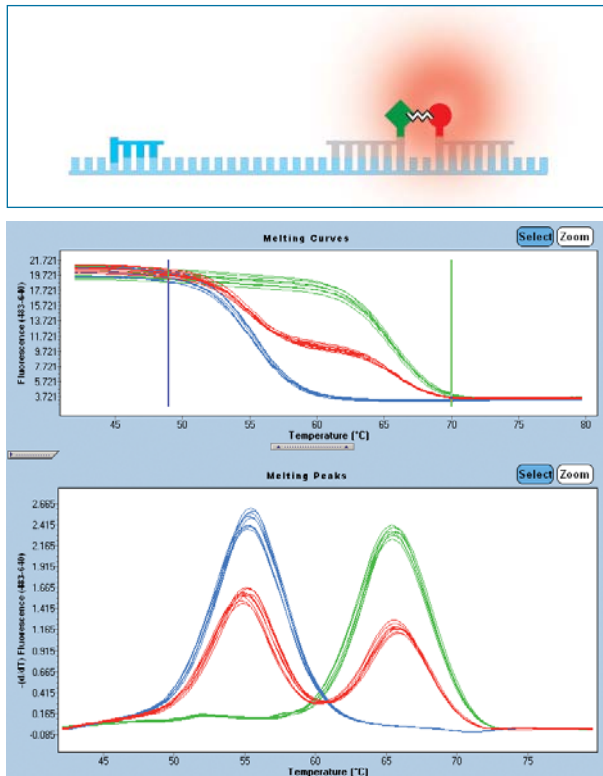 Melting Curves
Select Zoom
Fluorescence (483-640)
21.721
19.721
17.721
15.721
13.721
11.721
9.721
7.721
5.721
3.721
45 50 55 60 65 70 75 80
Temperature [°C]
Melting Peaks
Select Zoom
-(d/dT) Fluorescence (483-640)
2.665
2.415
2.165
1.915
1.665
1.415
1.165
0.915
0.665
0.415
0.165
-0.085
45 50 55 60 65 70 75
Temperature [°C]